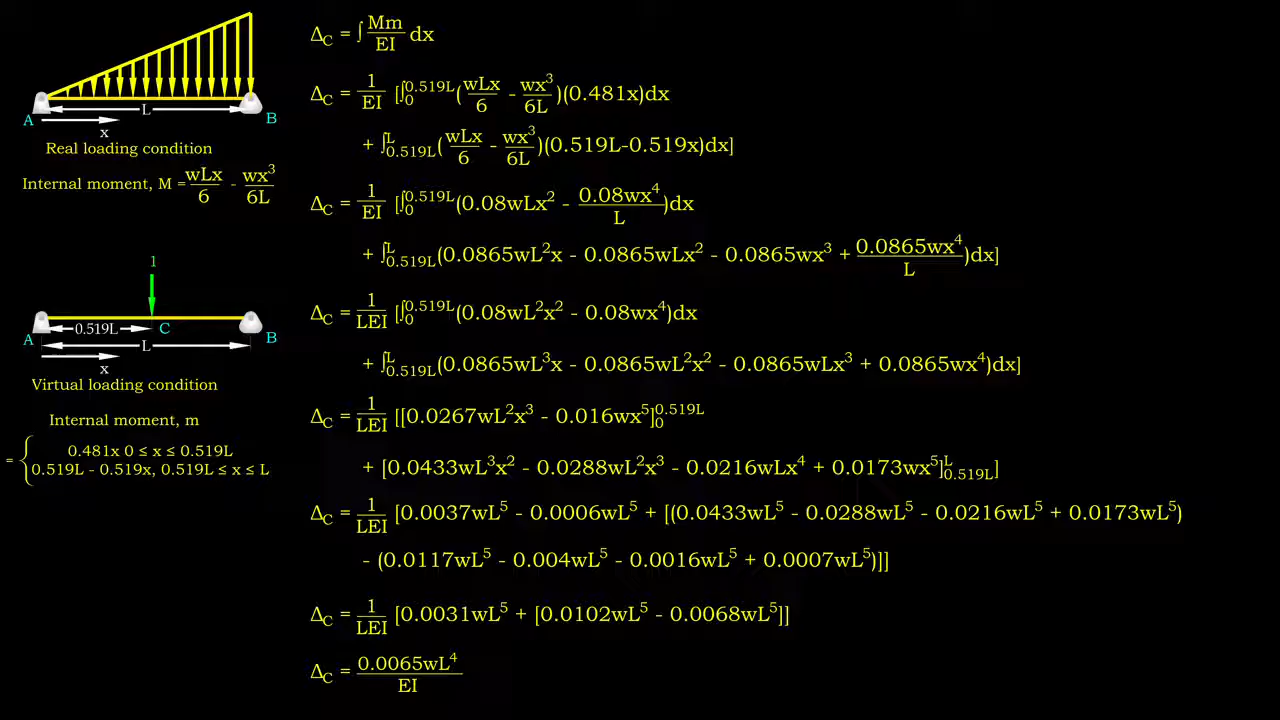 L
A
B
x
Real loading condition
Internal moment, M = wLx/6 - wx³/6L
1
0.519L
C
A
L
B
x
Virtual loading condition
Internal moment, m
= { 0.481x 0 ≤ x ≤ 0.519L
0.519L - 0.519x, 0.519L ≤ x ≤ L
Δ_C = ∫ Mm/EI dx
Δ_C = 1/EI [∫₀^0.519L (wLx/6 - wx³/6L)(0.481x)dx
+ ∫_0.519L^L (wLx/6 - wx³/6L)(0.519L-0.519x)dx]
Δ_C = 1/EI [∫₀^0.519L (0.08wLx² - 0.08wx⁴/L)dx
+ ∫_0.519L^L (0.0865wL²x - 0.0865wLx² - 0.0865wx³ + 0.0865wx⁴/L)dx]
Δ_C = 1/LEI [∫₀^0.519L (0.08wL²x² - 0.08wx⁴)dx
+ ∫_0.519L^L (0.0865wL³x - 0.0865wL²x² - 0.0865wLx³ + 0.0865wx⁴)dx]
Δ_C = 1/LEI [[0.0267wL²x³ - 0.016wx⁵]₀^0.519L
+ [0.0433wL³x² - 0.0288wL²x³ - 0.0216wLx⁴ + 0.0173wx⁵]_0.519L^L]
Δ_C = 1/LEI [0.0037wL⁵ - 0.0006wL⁵ + [(0.0433wL⁵ - 0.0288wL⁵ - 0.0216wL⁵ + 0.0173wL⁵)
- (0.0117wL⁵ - 0.004wL⁵ - 0.0016wL⁵ + 0.0007wL⁵)]]
Δ_C = 1/LEI [0.0031wL⁵ + [0.0102wL⁵ - 0.0068wL⁵]]
Δ_C = 0.0065wL⁴/EI